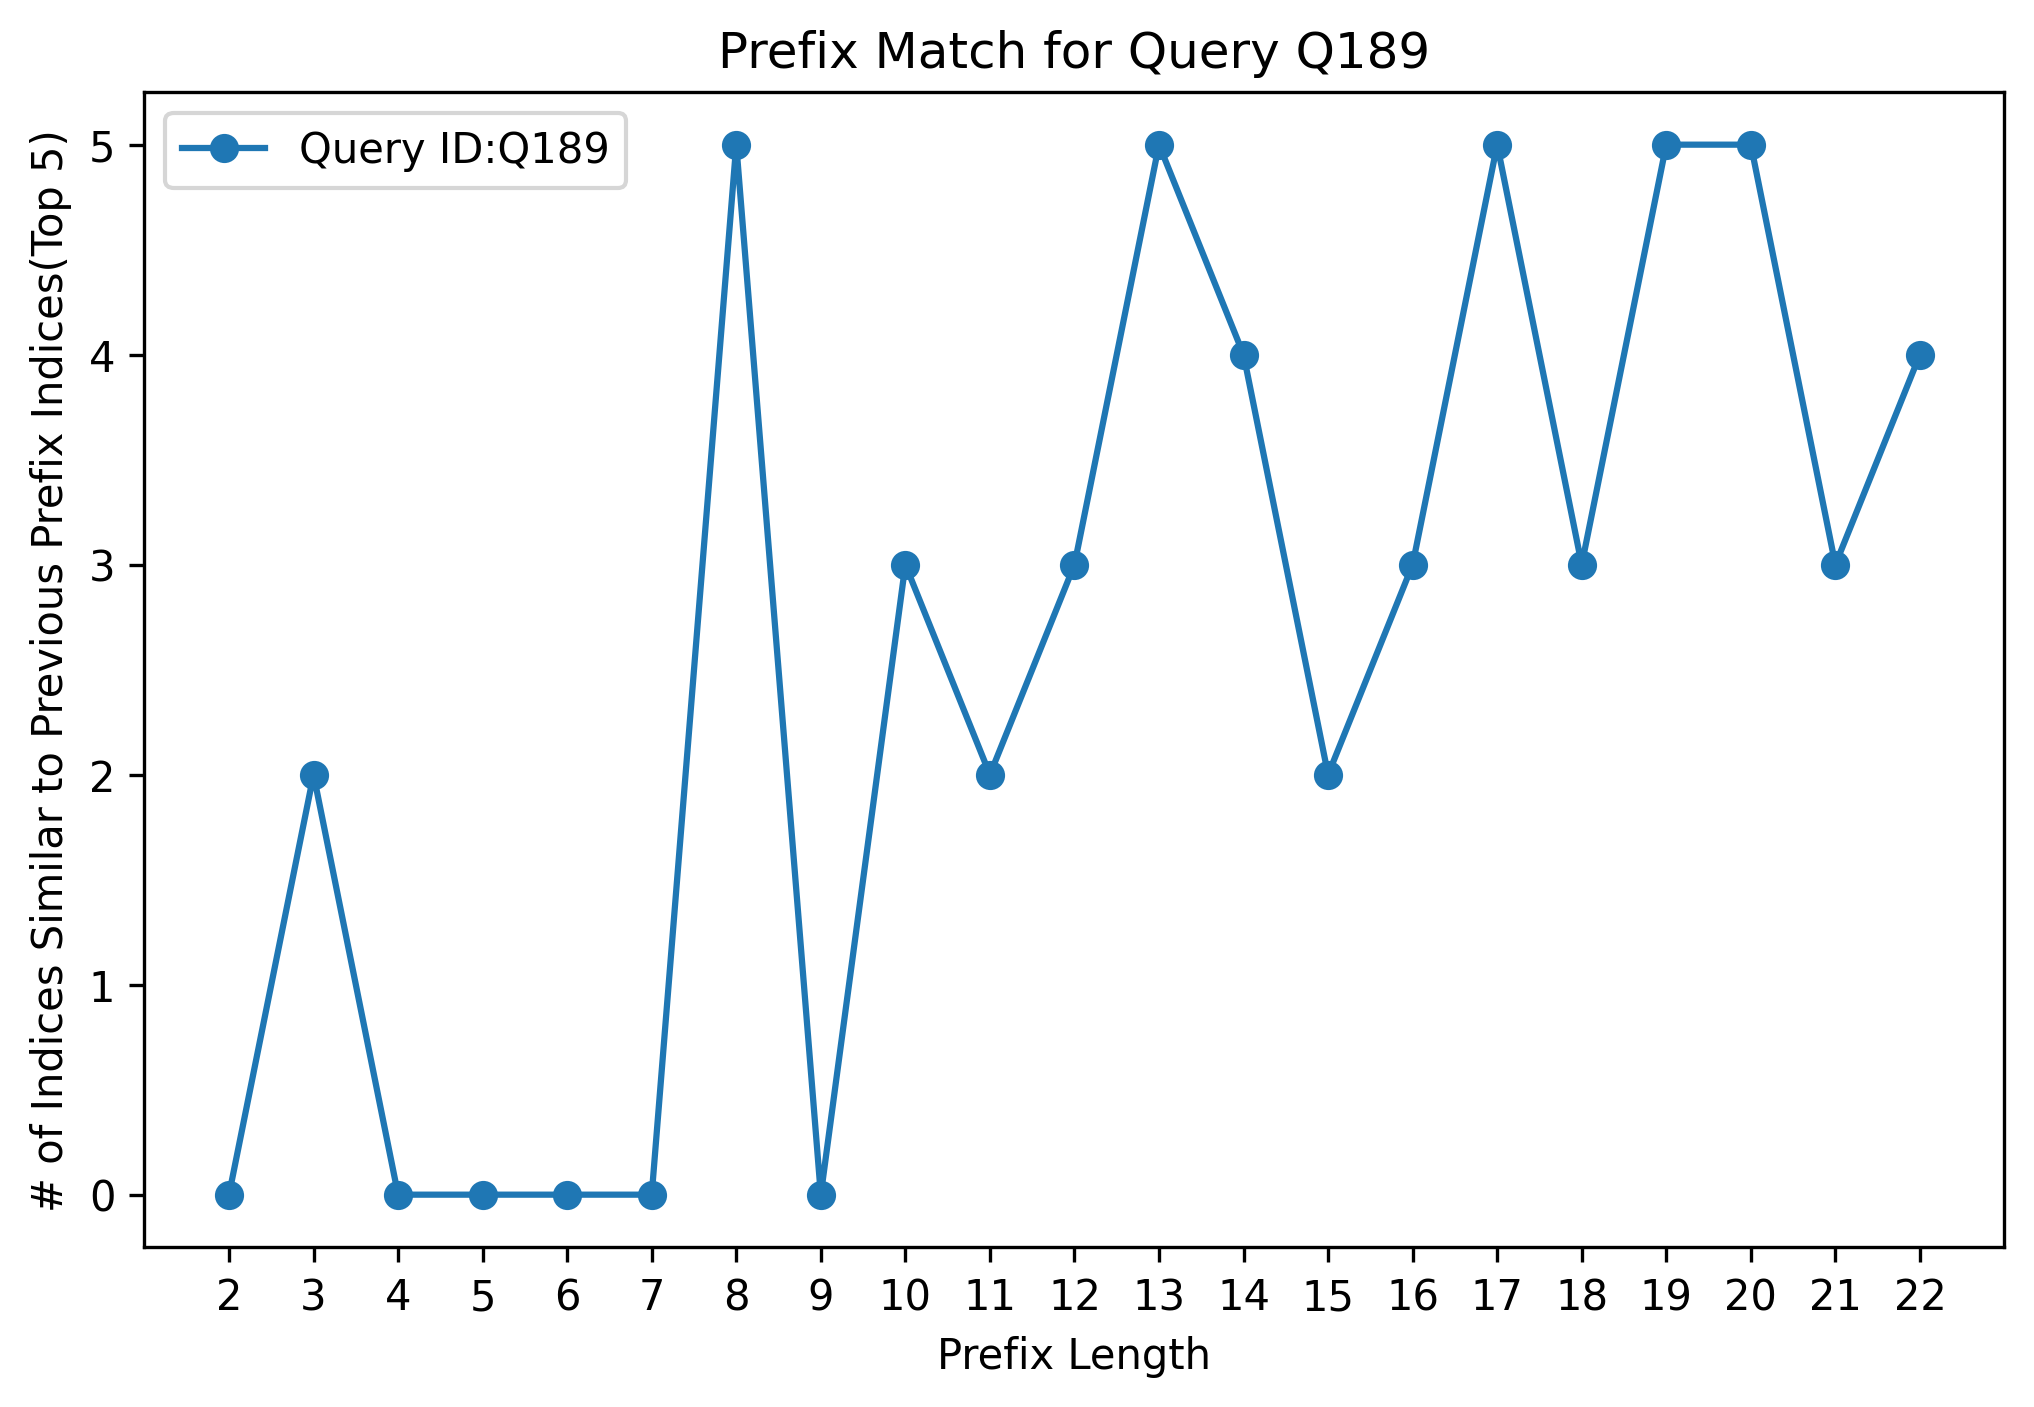 Prefix Match for Query Q189
Query ID:Q189
# of Indices Similar to Previous Prefix Indices(Top 5)
5
4
3
2
1
0
2 3 4 5 6 7 8 9 10 11 12 13 14 15 16 17 18 19 20 21 22
Prefix Length